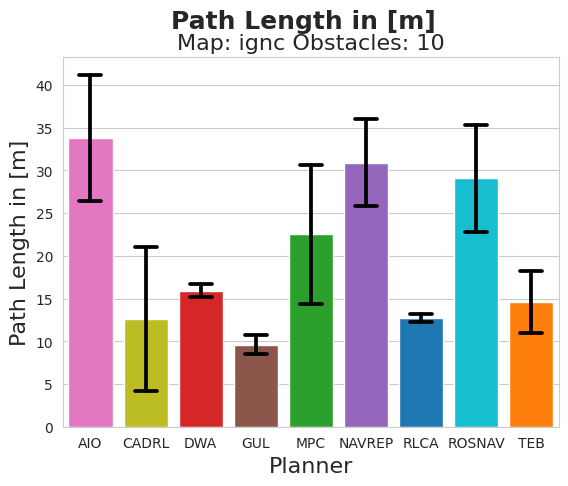 Path Length in [m]
Map: ignc Obstacles: 10
Path Length in [m]
40
35
30
25
20
15
10
5
0
AIO CADRL DWA GUL MPC NAVREP RLCA ROSNAV TEB
Planner